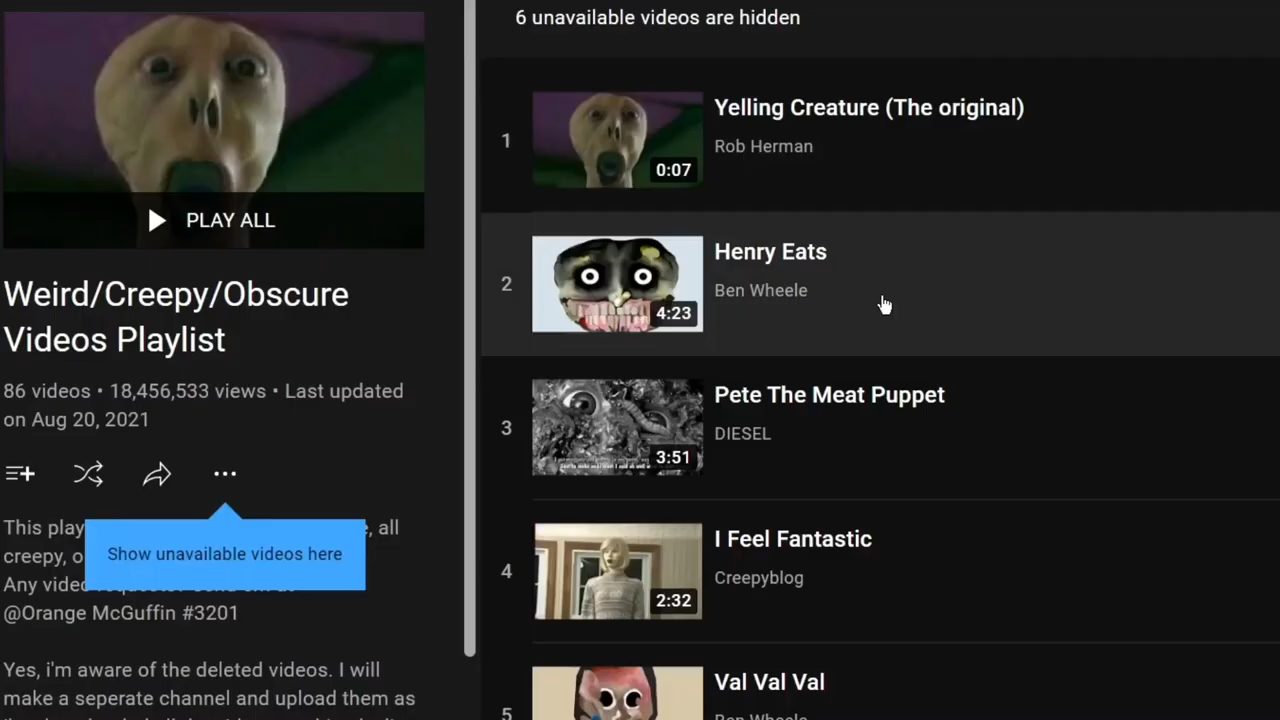 PLAY ALL
Weird/Creepy/Obscure
Videos Playlist
86 videos • 18,456,533 views • Last updated
on Aug 20, 2021
This play , all
creepy, o
Show unavailable videos here
Any video
@Orange McGuffin #3201
Yes, i'm aware of the deleted videos. I will
make a seperate channel and upload them as
6 unavailable videos are hidden
1
0:07
Yelling Creature (The original)
Rob Herman
2
4:23
Henry Eats
Ben Wheele
3
3:51
Pete The Meat Puppet
DIESEL
4
2:32
I Feel Fantastic
Creepyblog
5
Val Val Val
Ben Wheele